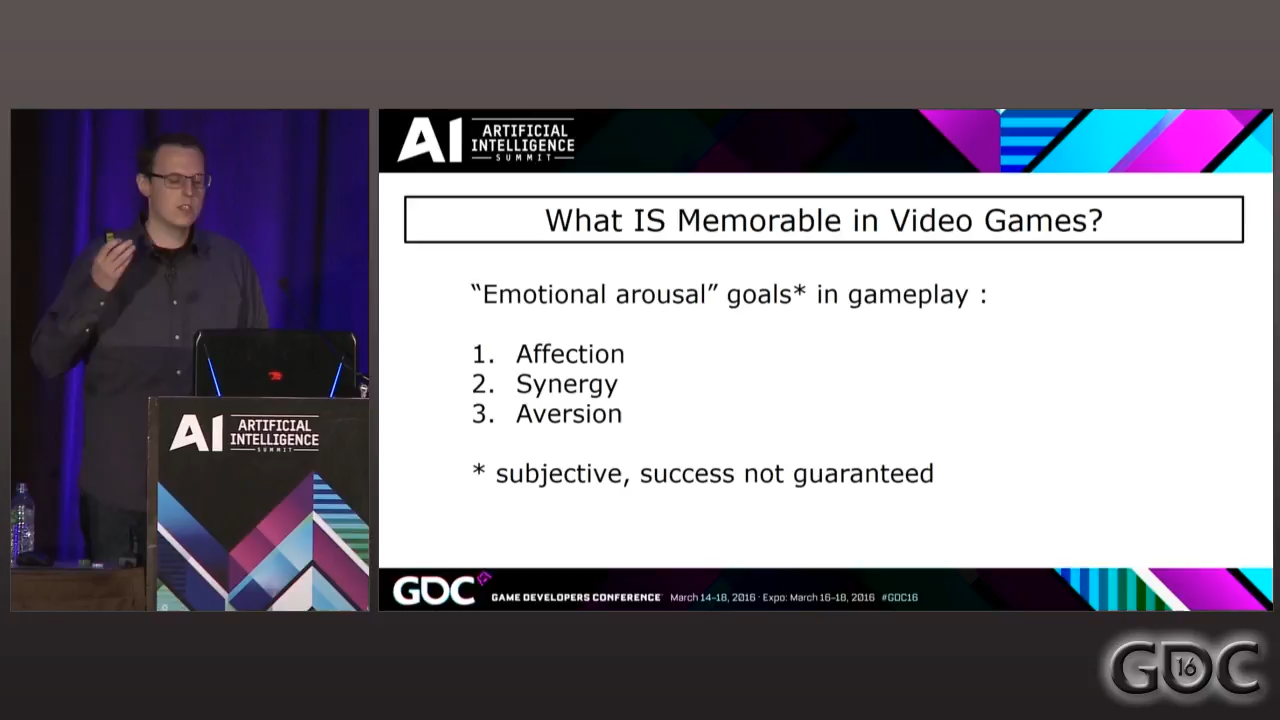 AI ARTIFICIAL
INTELLIGENCE
SUMMIT
What IS Memorable in Video Games?
“Emotional arousal” goals* in gameplay :
1. Affection
2. Synergy
3. Aversion
* subjective, success not guaranteed
AI ARTIFICIAL
INTELLIGENCE
SUMMIT
GDC GAME DEVELOPERS CONFERENCE March 14-18, 2016 · Expo: March 16-18, 2016 #GDC16
GDC 16